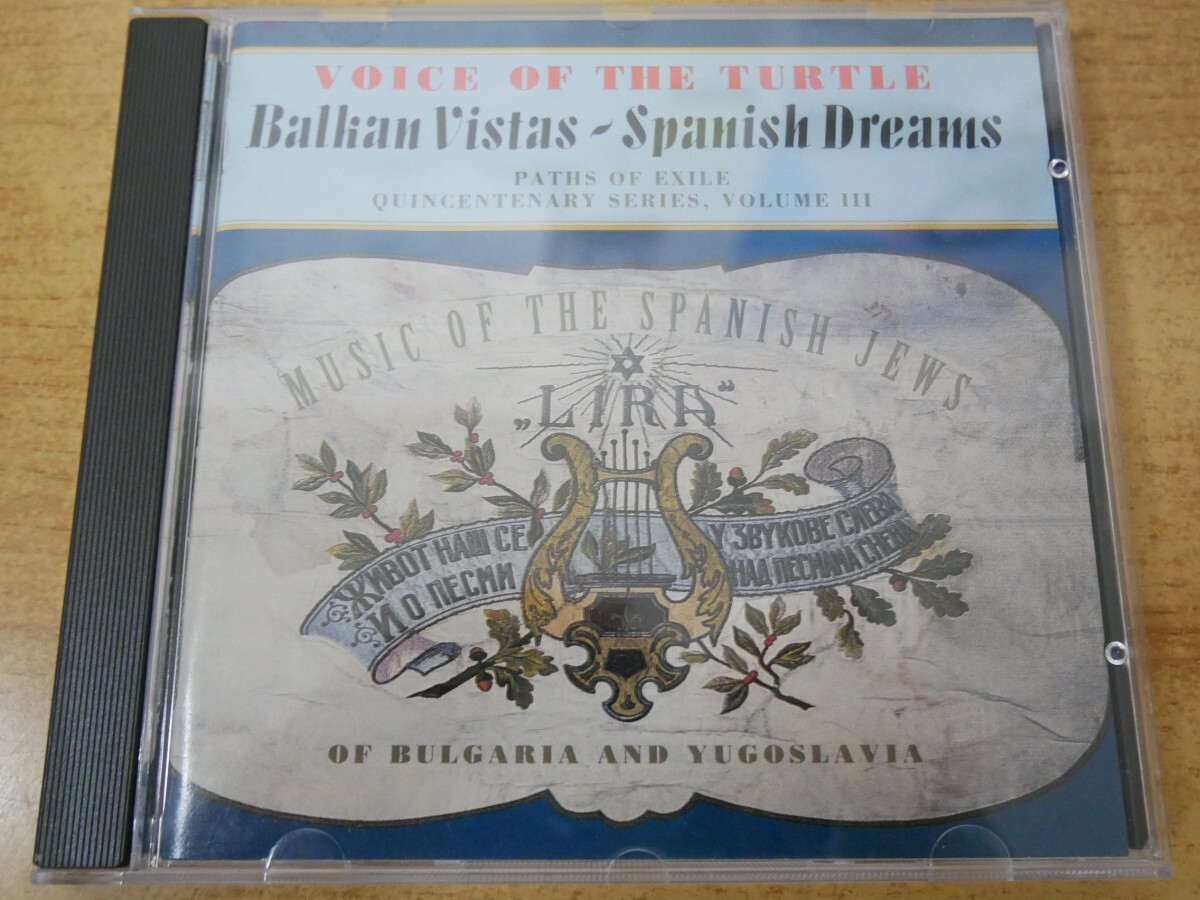 VOICE OF THE TURTLE
Balkan Vistas - Spanish Dreams
PATHS OF EXILE
QUINCENTENARY SERIES, VOLUME III
MUSIC OF THE SPANISH JEWS
„LIRA“
ЖИВОТ НАШ СЕ У ЗВУКОВЕ СЛЕВА
И О ПЕСМИ НАД ПЕСМАМА СНЕВА
OF BULGARIA AND YUGOSLAVIA